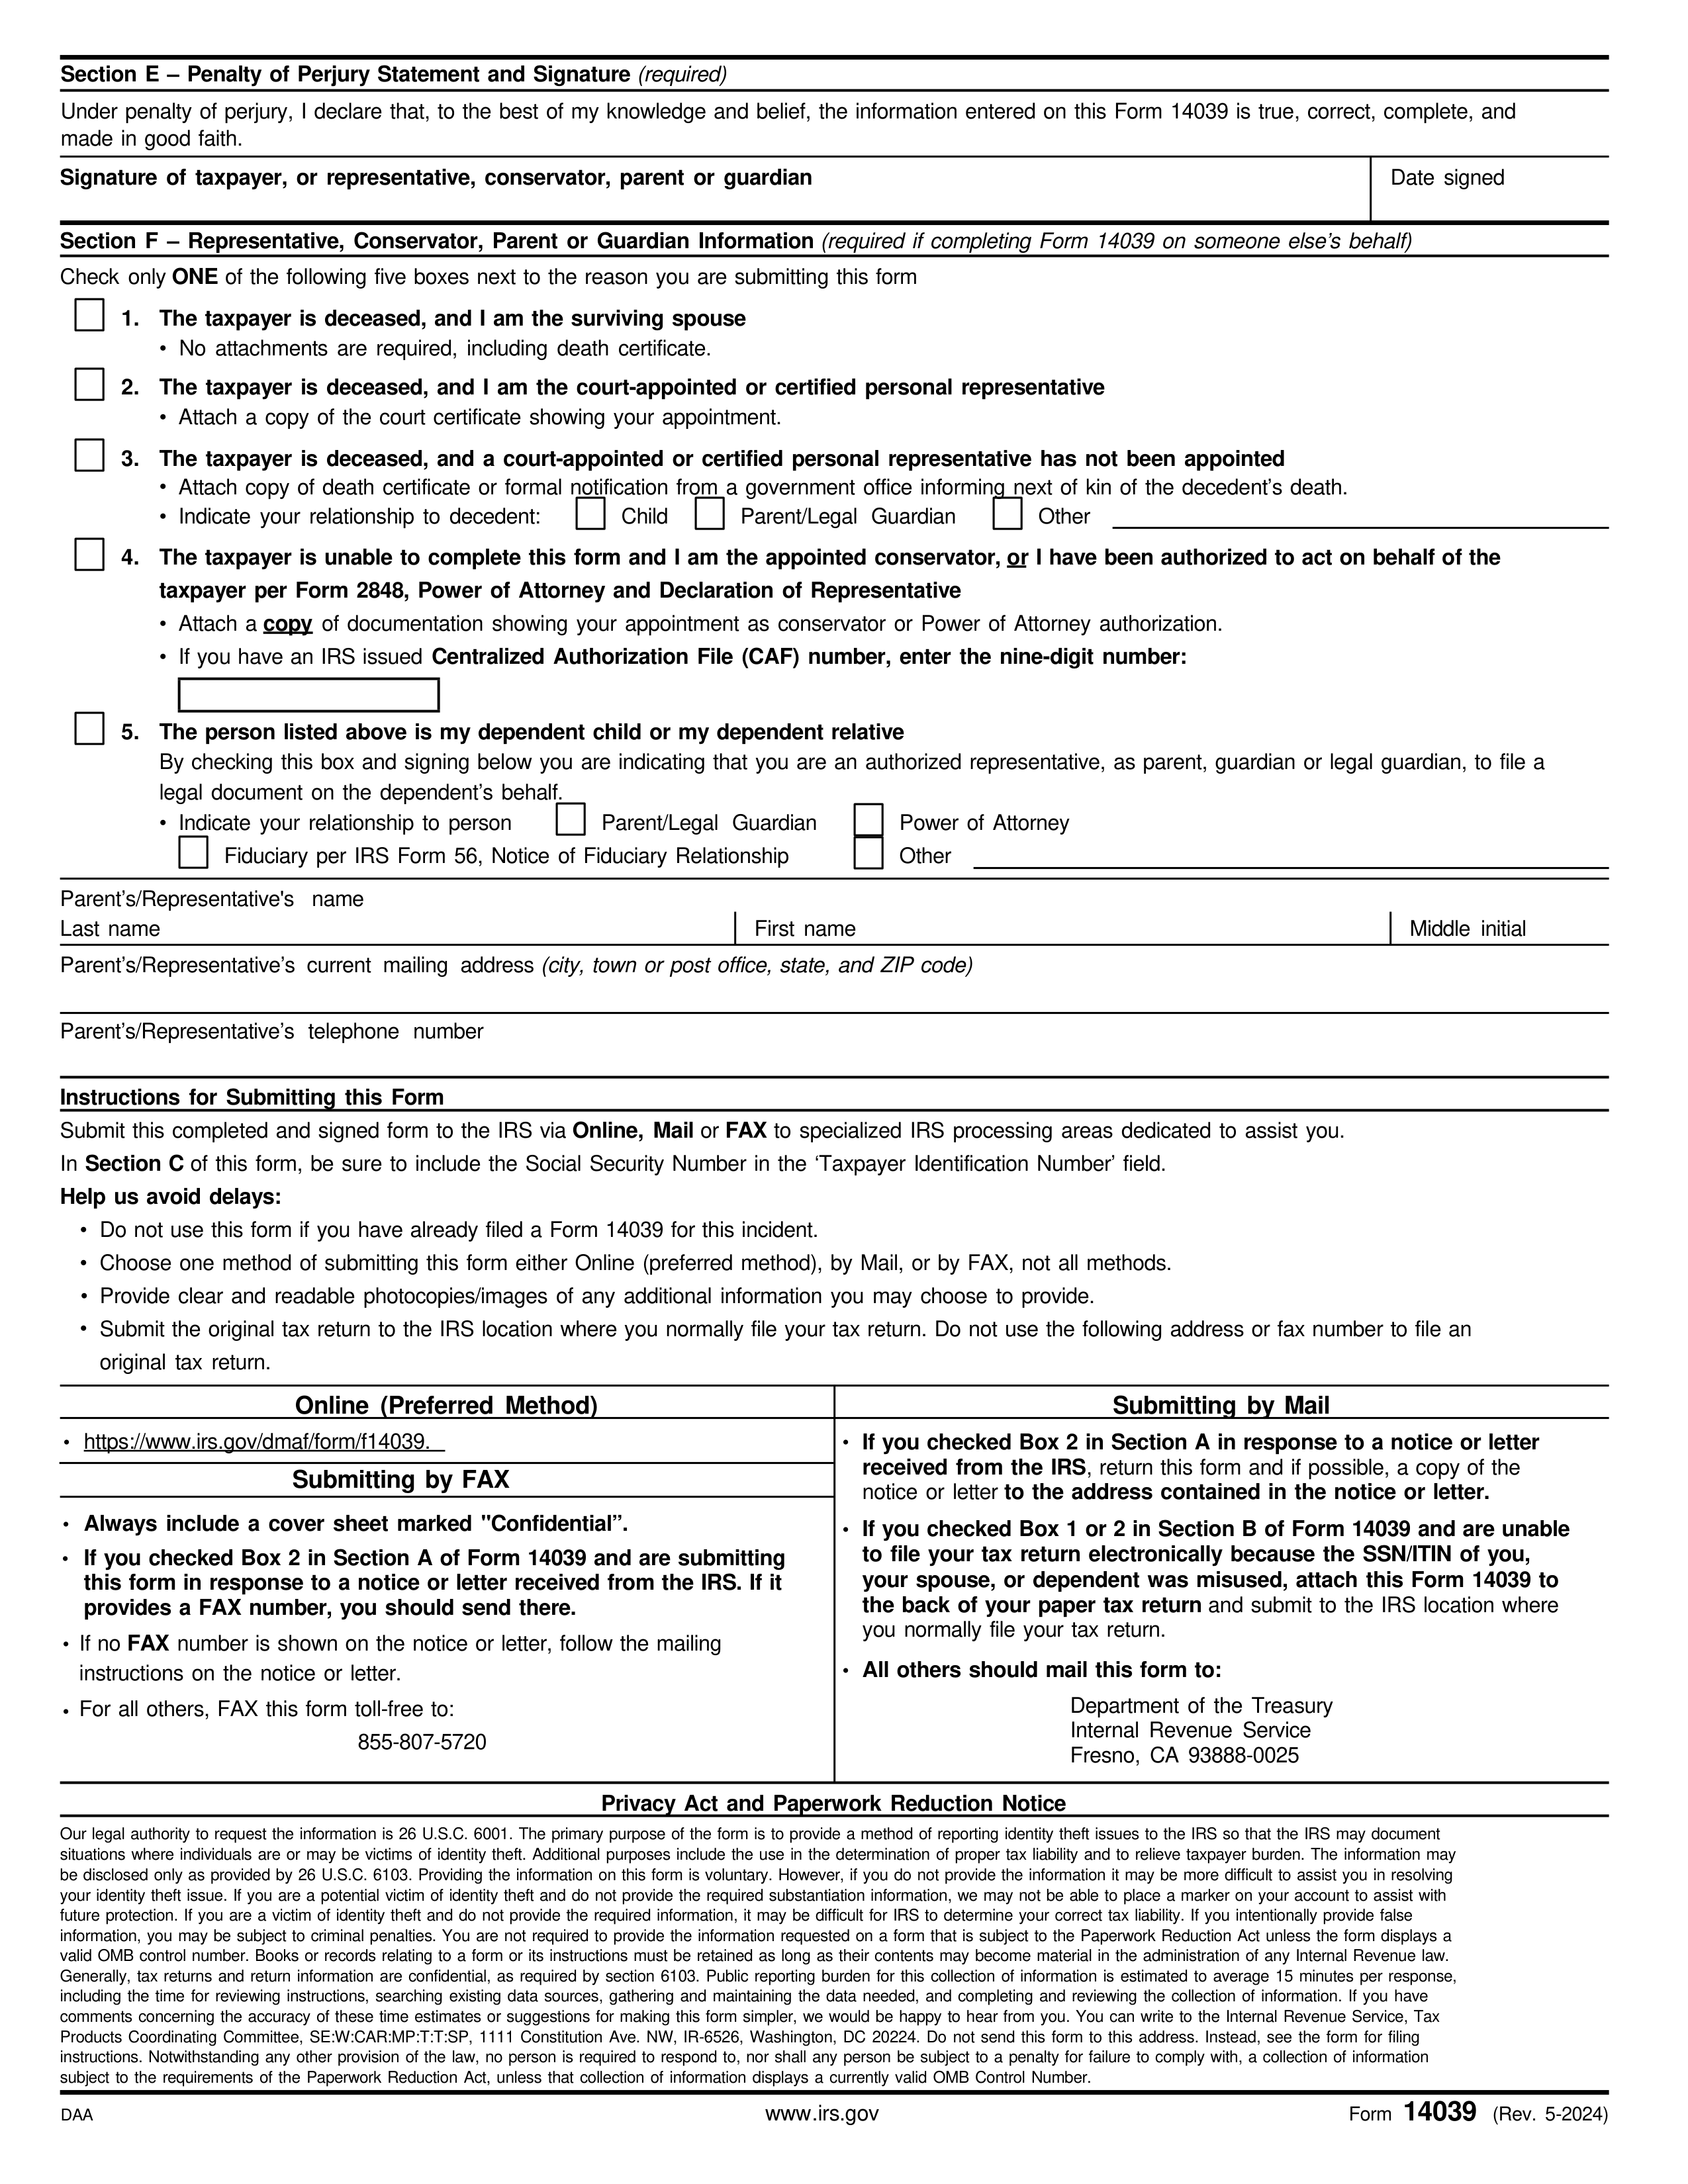 Section E – Penalty of Perjury Statement and Signature (required)
Under penalty of perjury, I declare that, to the best of my knowledge and belief, the information entered on this Form 14039 is true, correct, complete, and
made in good faith.
Signature of taxpayer, or representative, conservator, parent or guardian
Date signed
Section F – Representative, Conservator, Parent or Guardian Information (required if completing Form 14039 on someone else’s behalf)
Check only ONE of the following five boxes next to the reason you are submitting this form
1. The taxpayer is deceased, and I am the surviving spouse
• No attachments are required, including death certificate.
2. The taxpayer is deceased, and I am the court-appointed or certified personal representative
• Attach a copy of the court certificate showing your appointment.
3. The taxpayer is deceased, and a court-appointed or certified personal representative has not been appointed
• Attach copy of death certificate or formal notification from a government office informing next of kin of the decedent’s death.
• Indicate your relationship to decedent: Child Parent/Legal Guardian Other
4. The taxpayer is unable to complete this form and I am the appointed conservator, or I have been authorized to act on behalf of the
taxpayer per Form 2848, Power of Attorney and Declaration of Representative
• Attach a copy of documentation showing your appointment as conservator or Power of Attorney authorization.
• If you have an IRS issued Centralized Authorization File (CAF) number, enter the nine-digit number:
5. The person listed above is my dependent child or my dependent relative
By checking this box and signing below you are indicating that you are an authorized representative, as parent, guardian or legal guardian, to file a
legal document on the dependent’s behalf.
• Indicate your relationship to person Parent/Legal Guardian Power of Attorney
Fiduciary per IRS Form 56, Notice of Fiduciary Relationship Other
Parent’s/Representative's name
Last name First name Middle initial
Parent’s/Representative’s current mailing address (city, town or post office, state, and ZIP code)
Parent’s/Representative’s telephone number
Instructions for Submitting this Form
Submit this completed and signed form to the IRS via Online, Mail or FAX to specialized IRS processing areas dedicated to assist you.
In Section C of this form, be sure to include the Social Security Number in the ‘Taxpayer Identification Number’ field.
Help us avoid delays:
• Do not use this form if you have already filed a Form 14039 for this incident.
• Choose one method of submitting this form either Online (preferred method), by Mail, or by FAX, not all methods.
• Provide clear and readable photocopies/images of any additional information you may choose to provide.
• Submit the original tax return to the IRS location where you normally file your tax return. Do not use the following address or fax number to file an
original tax return.
Online (Preferred Method)
• https://www.irs.gov/dmaf/form/f14039.
Submitting by FAX
• Always include a cover sheet marked "Confidential”.
• If you checked Box 2 in Section A of Form 14039 and are submitting
this form in response to a notice or letter received from the IRS. If it
provides a FAX number, you should send there.
• If no FAX number is shown on the notice or letter, follow the mailing
instructions on the notice or letter.
• For all others, FAX this form toll-free to:
855-807-5720
Submitting by Mail
• If you checked Box 2 in Section A in response to a notice or letter
received from the IRS, return this form and if possible, a copy of the
notice or letter to the address contained in the notice or letter.
• If you checked Box 1 or 2 in Section B of Form 14039 and are unable
to file your tax return electronically because the SSN/ITIN of you,
your spouse, or dependent was misused, attach this Form 14039 to
the back of your paper tax return and submit to the IRS location where
you normally file your tax return.
• All others should mail this form to:
Department of the Treasury
Internal Revenue Service
Fresno, CA 93888-0025
Privacy Act and Paperwork Reduction Notice
Our legal authority to request the information is 26 U.S.C. 6001. The primary purpose of the form is to provide a method of reporting identity theft issues to the IRS so that the IRS may document
situations where individuals are or may be victims of identity theft. Additional purposes include the use in the determination of proper tax liability and to relieve taxpayer burden. The information may
be disclosed only as provided by 26 U.S.C. 6103. Providing the information on this form is voluntary. However, if you do not provide the information it may be more difficult to assist you in resolving
your identity theft issue. If you are a potential victim of identity theft and do not provide the required substantiation information, we may not be able to place a marker on your account to assist with
future protection. If you are a victim of identity theft and do not provide the required information, it may be difficult for IRS to determine your correct tax liability. If you intentionally provide false
information, you may be subject to criminal penalties. You are not required to provide the information requested on a form that is subject to the Paperwork Reduction Act unless the form displays a
valid OMB control number. Books or records relating to a form or its instructions must be retained as long as their contents may become material in the administration of any Internal Revenue law.
Generally, tax returns and return information are confidential, as required by section 6103. Public reporting burden for this collection of information is estimated to average 15 minutes per response,
including the time for reviewing instructions, searching existing data sources, gathering and maintaining the data needed, and completing and reviewing the collection of information. If you have
comments concerning the accuracy of these time estimates or suggestions for making this form simpler, we would be happy to hear from you. You can write to the Internal Revenue Service, Tax
Products Coordinating Committee, SE:W:CAR:MP:T:T:SP, 1111 Constitution Ave. NW, IR-6526, Washington, DC 20224. Do not send this form to this address. Instead, see the form for filing
instructions. Notwithstanding any other provision of the law, no person is required to respond to, nor shall any person be subject to a penalty for failure to comply with, a collection of information
subject to the requirements of the Paperwork Reduction Act, unless that collection of information displays a currently valid OMB Control Number.
DAA www.irs.gov Form 14039 (Rev. 5-2024)